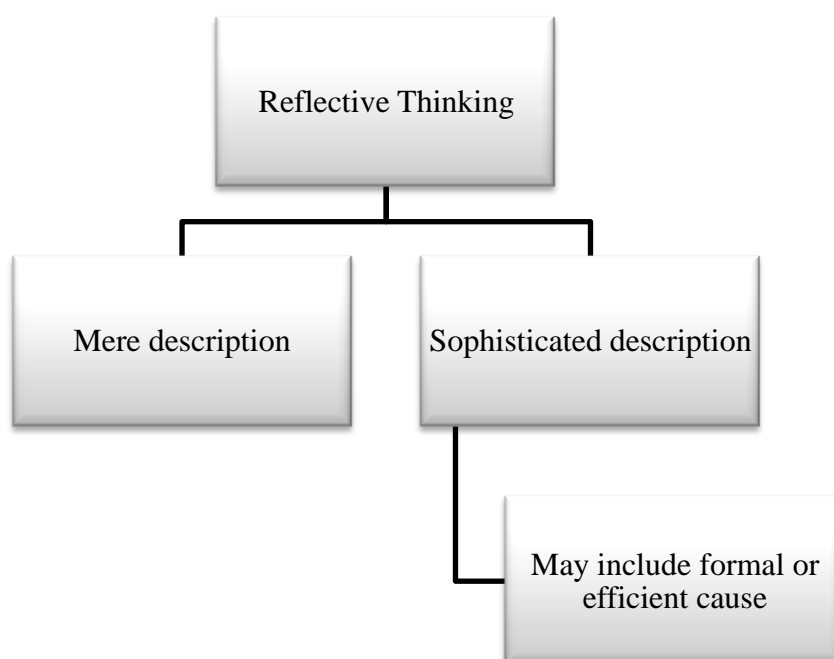 Reflective Thinking
Mere description
Sophisticated description
May include formal or
efficient cause